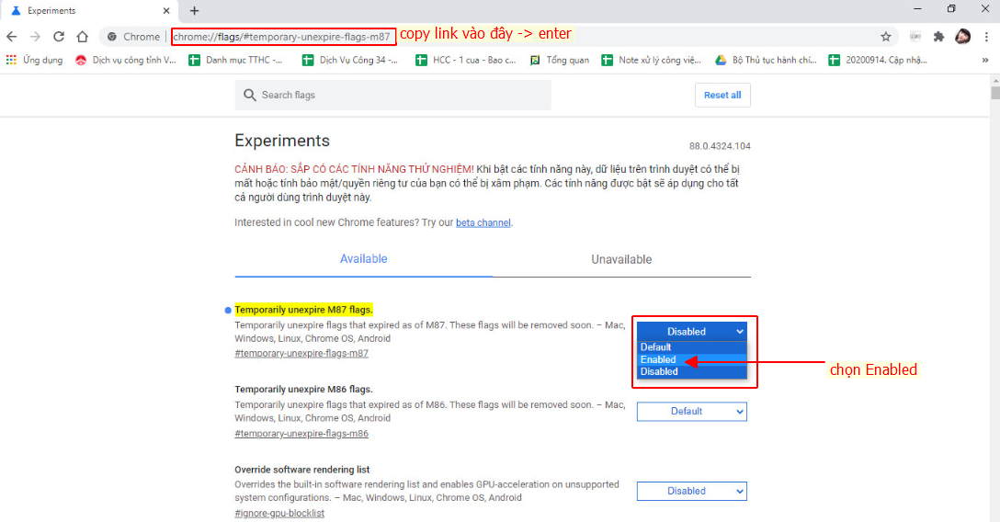 Experiments
Chrome | chrome://flags/#temporary-unexpire-flags-m87 copy link vào đây -> enter
Ứng dụng Dịch vụ công tỉnh V... Danh mục TTHC -... Dịch Vụ Công 34 -... HCC - 1 cua - Bao c... Tổng quan Note xử lý công việ... Bộ Thủ tục hành chí... 20200914. Cập nhậ... »
Search flags Reset all
Experiments 88.0.4324.104
CẢNH BÁO: SẮP CÓ CÁC TÍNH NĂNG THỬ NGHIỆM! Khi bật các tính năng này, dữ liệu trên trình duyệt có thể bị
mất hoặc tính bảo mật/quyền riêng tư của bạn có thể bị xâm phạm. Các tính năng được bật sẽ áp dụng cho tất
cả người dùng trình duyệt này.
Interested in cool new Chrome features? Try our beta channel.
Available Unavailable
Temporarily unexpire M87 flags.
Temporarily unexpire flags that expired as of M87. These flags will be removed soon. – Mac,
Windows, Linux, Chrome OS, Android
#temporary-unexpire-flags-m87
Disabled
Default
Enabled
Disabled
chọn Enabled
Temporarily unexpire M86 flags.
Temporarily unexpire flags that expired as of M86. These flags will be removed soon. – Mac,
Windows, Linux, Chrome OS, Android
#temporary-unexpire-flags-m86
Default
Override software rendering list
Overrides the built-in software rendering list and enables GPU-acceleration on unsupported
system configurations. – Mac, Windows, Linux, Chrome OS, Android
#ignore-gpu-blocklist
Disabled